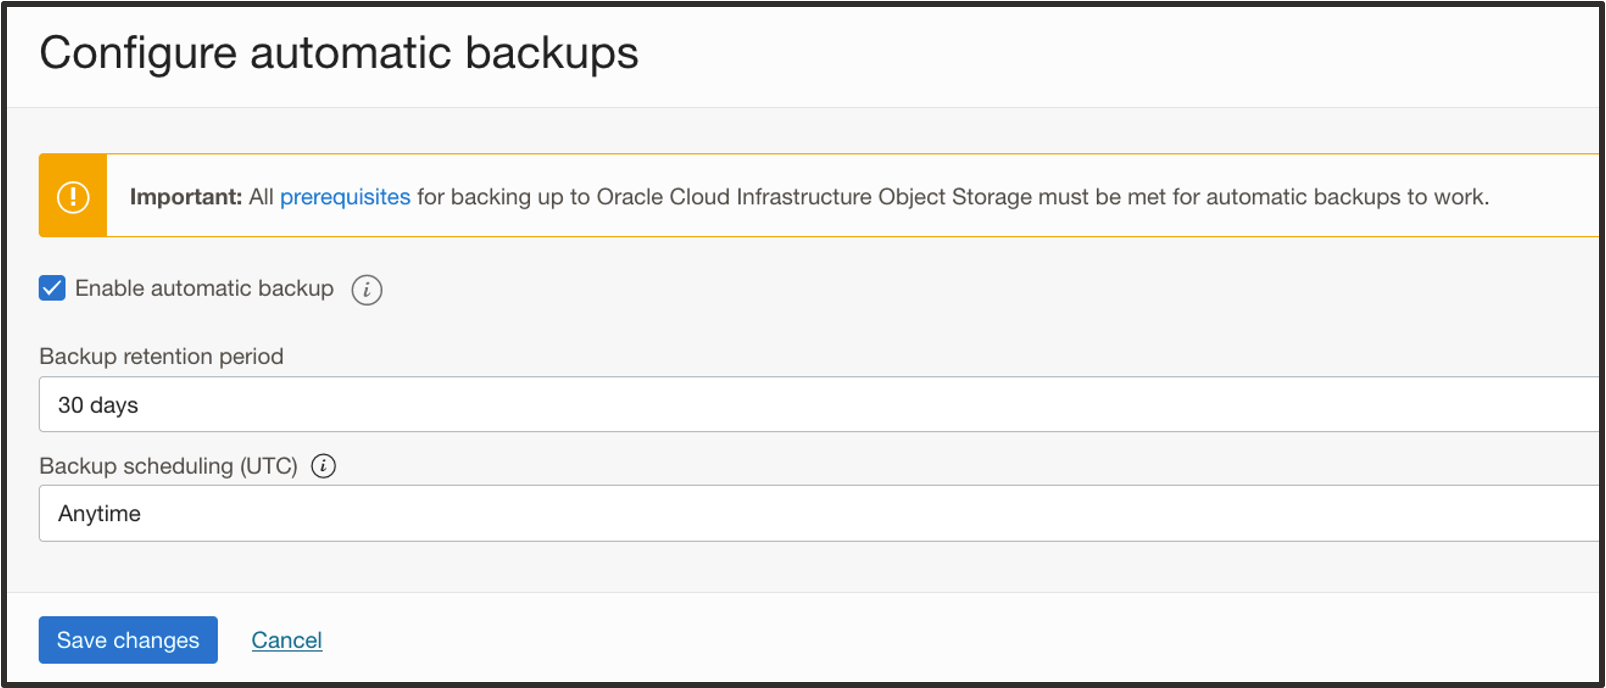 Configure automatic backups
Important: All prerequisites for backing up to Oracle Cloud Infrastructure Object Storage must be met for automatic backups to work.
Enable automatic backup
Backup retention period
30 days
Backup scheduling (UTC)
Anytime
Save changes Cancel